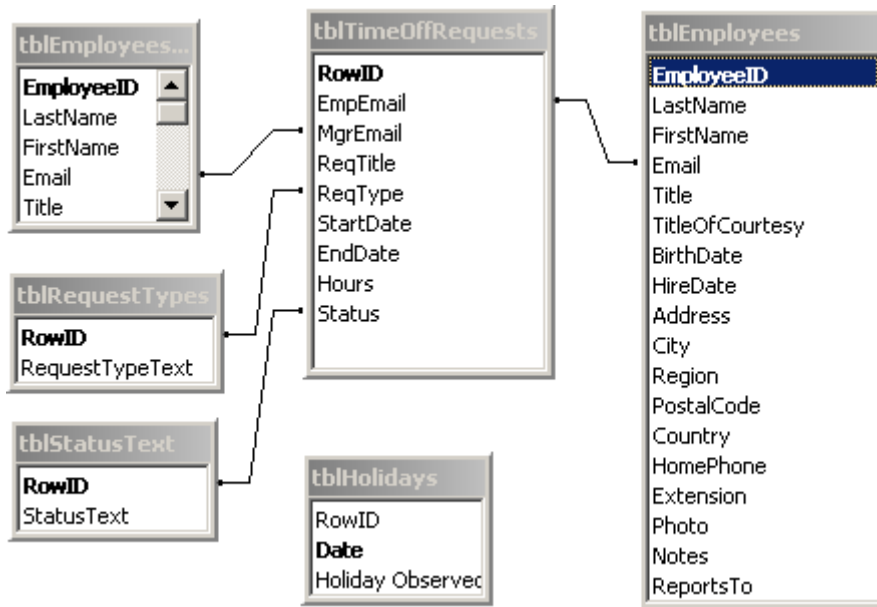 tblEmployees...
EmployeeID
LastName
FirstName
Email
Title
tblRequestTypes
RowID
RequestTypeText
tblStatusText
RowID
StatusText
tblTimeOffRequests
RowID
EmpEmail
MgrEmail
ReqTitle
ReqType
StartDate
EndDate
Hours
Status
tblHolidays
RowID
Date
Holiday Observed
tblEmployees
EmployeeID
LastName
FirstName
Email
Title
TitleOfCourtesy
BirthDate
HireDate
Address
City
Region
PostalCode
Country
HomePhone
Extension
Photo
Notes
ReportsTo